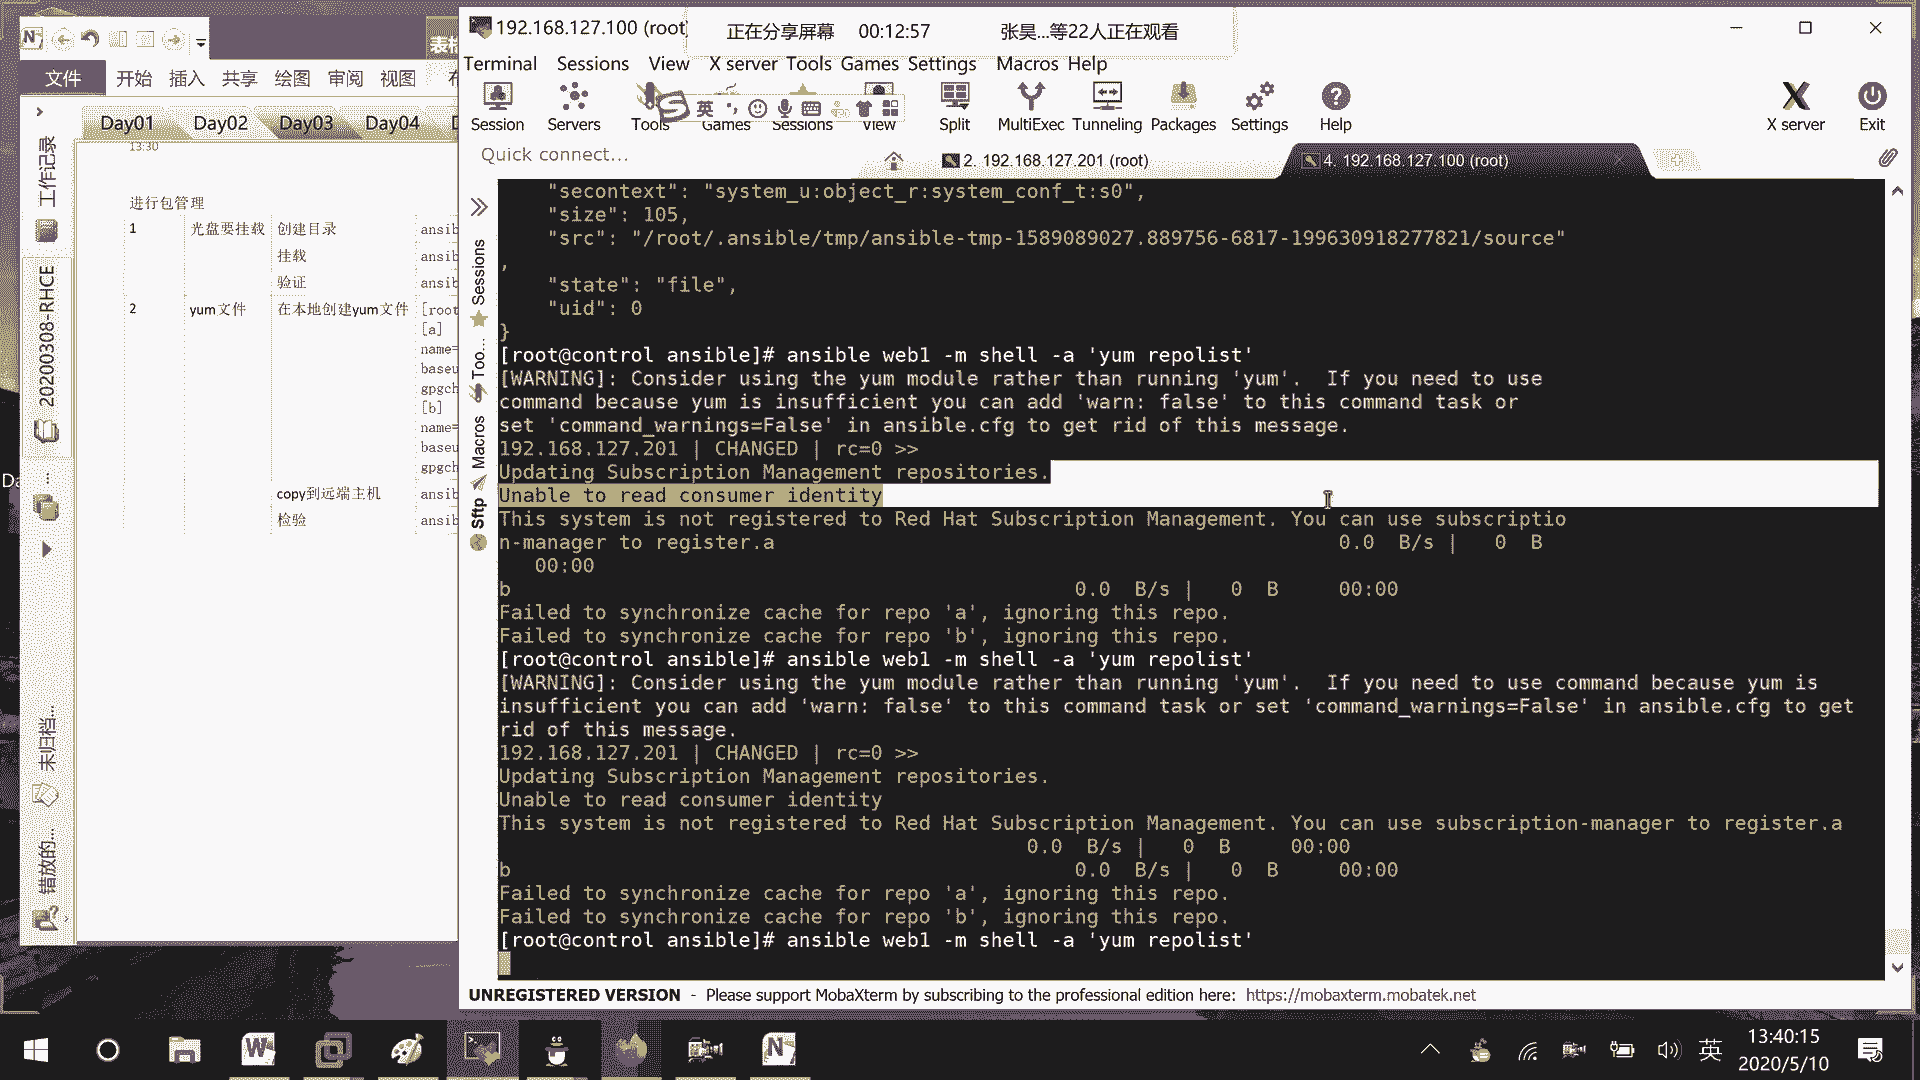 192.168.127.100 (root
正在分享屏幕 00:12:57 张昊...等22人正在观看
文件 开始 插入 共享 绘图 审阅 视图
Terminal Sessions View X server Tools Games Settings Macros Help
英
Session Servers Tools Games Sessions View Split MultiExec Tunneling Packages Settings Help X server Exit
Day01 Day02 Day03 Day04
Quick connect...
2. 192.168.127.201 (root)
4. 192.168.127.100 (root)
工作记录
20200308-RHCE
未归档...
错放的...
13:30
进行包管理
1 光盘要挂载 创建目录 ansib
挂载 ansib
验证 ansib
2 yum文件 在本地创建yum文件 [root
[a]
name=
baseu
gpgch
[b]
name=
baseu
gpgch
copy到远端主机 ansib
检验 ansib
Sessions
Too...
Macros
Sftp
"secontext": "system_u:object_r:system_conf_t:s0",
"size": 105,
"src": "/root/.ansible/tmp/ansible-tmp-1589089027.889756-6817-199630918277821/source"
,
"state": "file",
"uid": 0
}
[root@control ansible]# ansible web1 -m shell -a 'yum repolist'
[WARNING]: Consider using the yum module rather than running 'yum'.  If you need to use
command because yum is insufficient you can add 'warn: false' to this command task or
set 'command_warnings=False' in ansible.cfg to get rid of this message.
192.168.127.201 | CHANGED | rc=0 >>
Updating Subscription Management repositories.
Unable to read consumer identity
This system is not registered to Red Hat Subscription Management. You can use subscriptio
n-manager to register.a 0.0  B/s |   0  B
00:00
b 0.0  B/s |   0  B     00:00
Failed to synchronize cache for repo 'a', ignoring this repo.
Failed to synchronize cache for repo 'b', ignoring this repo.
[root@control ansible]# ansible web1 -m shell -a 'yum repolist'
[WARNING]: Consider using the yum module rather than running 'yum'.  If you need to use command because yum is
insufficient you can add 'warn: false' to this command task or set 'command_warnings=False' in ansible.cfg to get
rid of this message.
192.168.127.201 | CHANGED | rc=0 >>
Updating Subscription Management repositories.
Unable to read consumer identity
This system is not registered to Red Hat Subscription Management. You can use subscription-manager to register.a
0.0  B/s |   0  B     00:00
b 0.0  B/s |   0  B     00:00
Failed to synchronize cache for repo 'a', ignoring this repo.
Failed to synchronize cache for repo 'b', ignoring this repo.
[root@control ansible]# ansible web1 -m shell -a 'yum repolist'
UNREGISTERED VERSION - Please support MobaXterm by subscribing to the professional edition here: https://mobaxterm.mobatek.net
英
13:40:15
2020/5/10